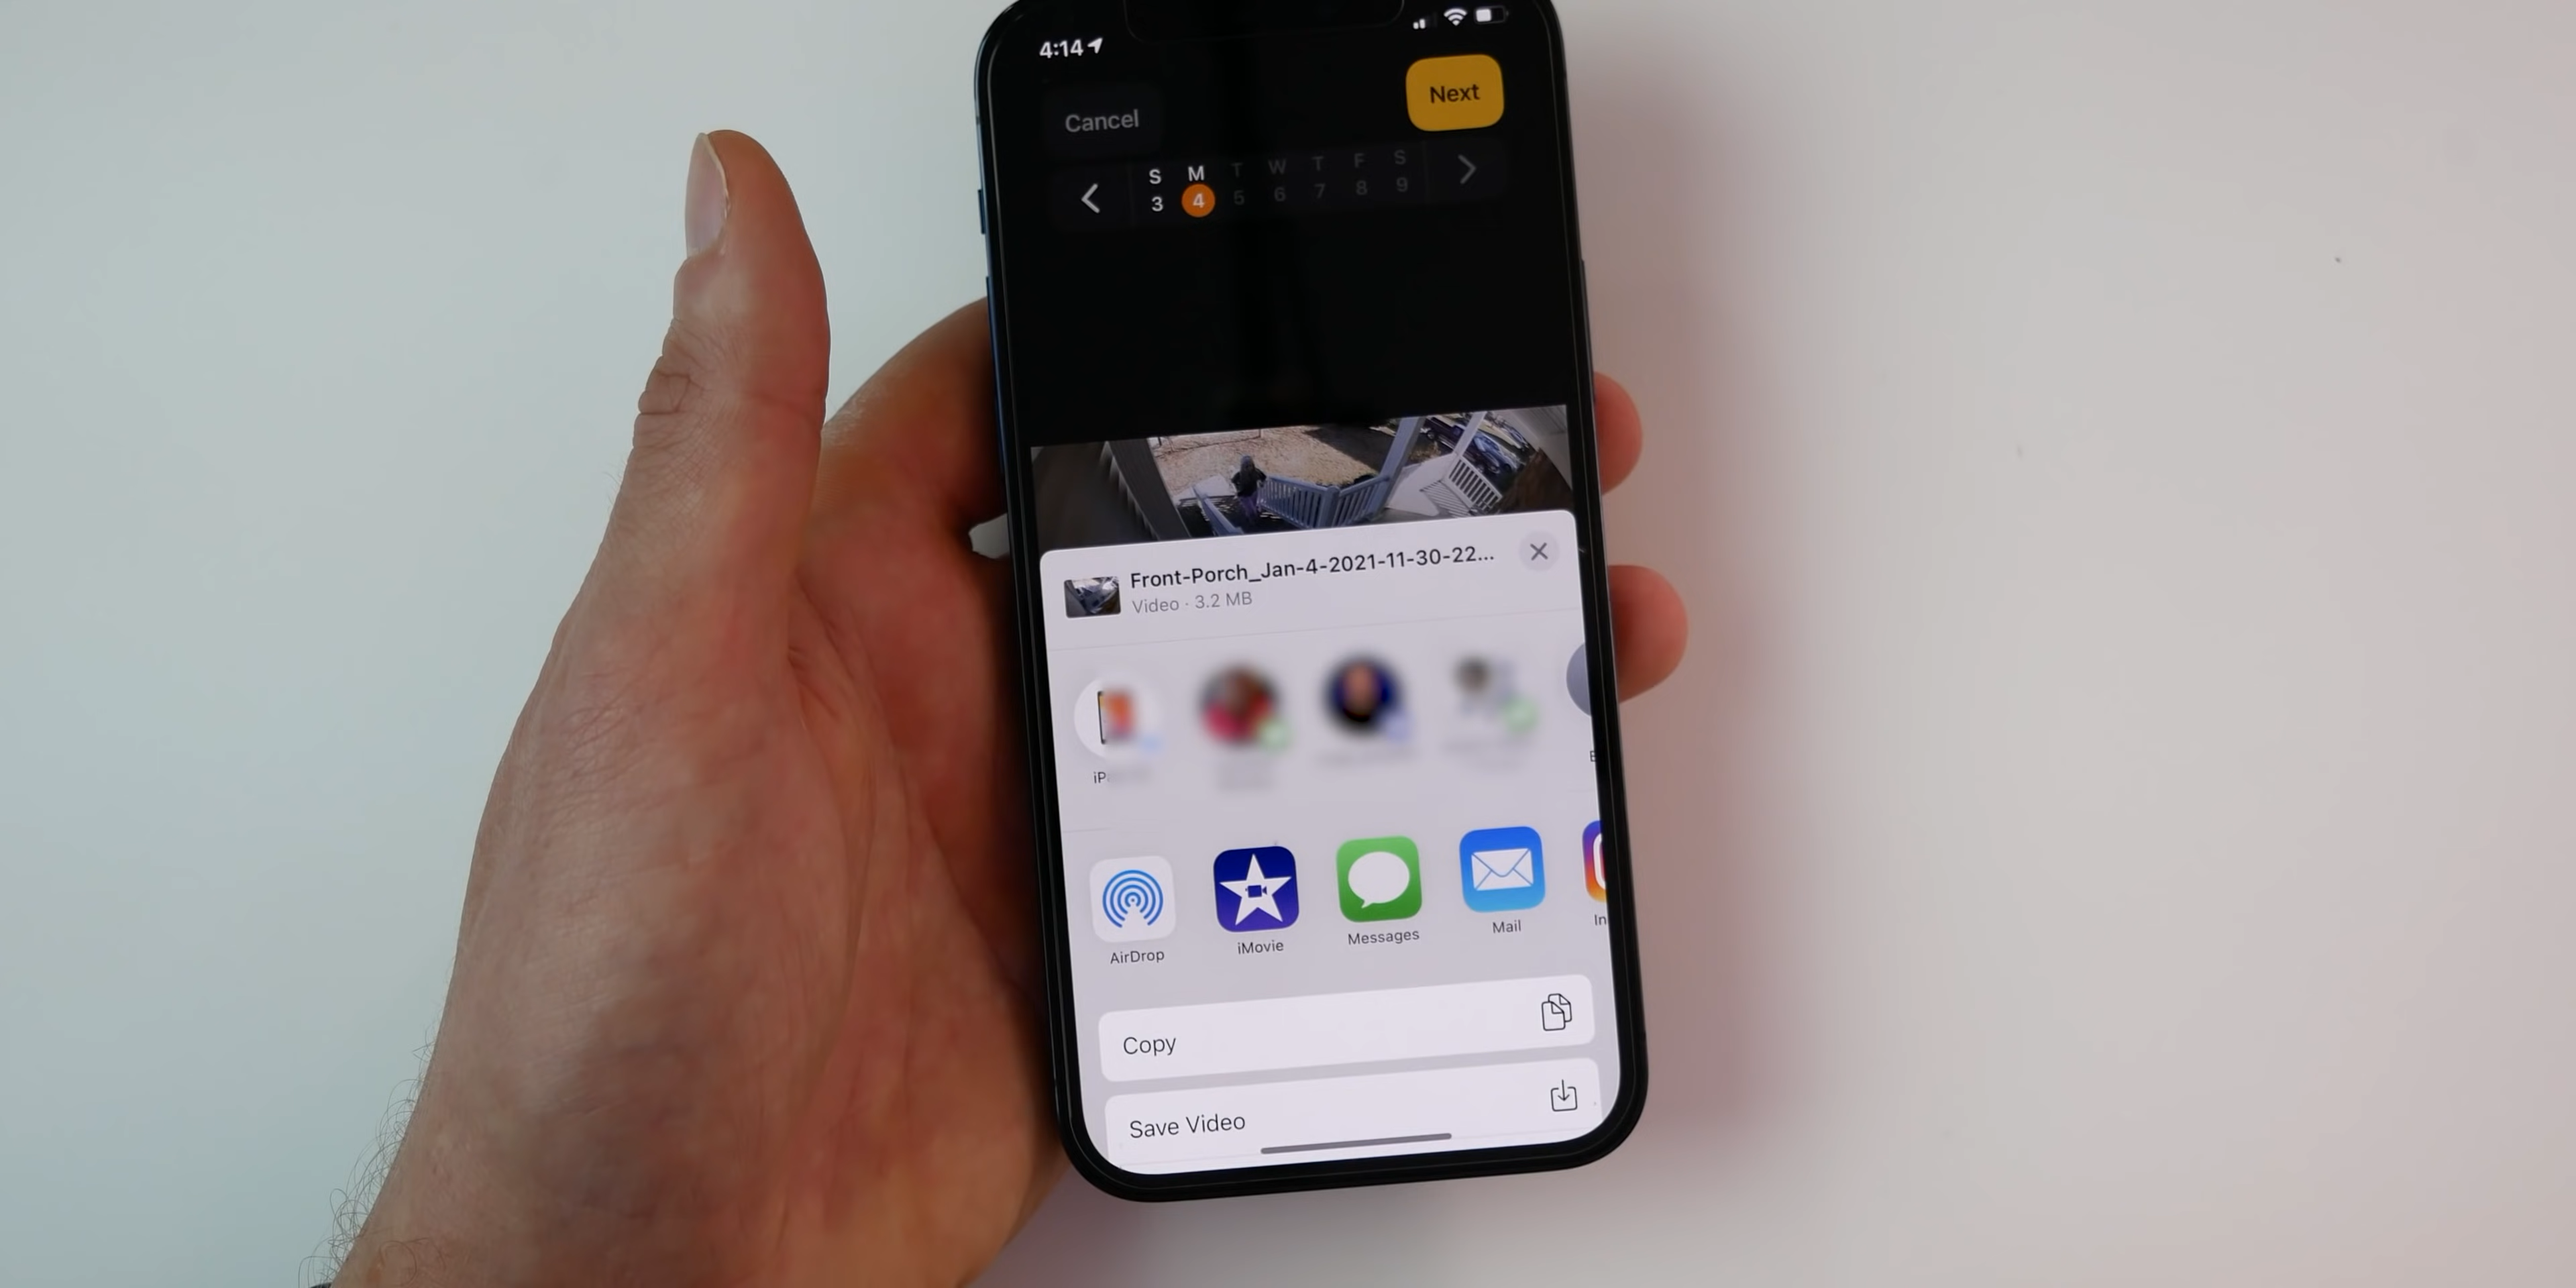 4:14
Next
Cancel
S M T W T F S
3 4 5 6 7 8 9
Front-Porch_Jan-4-2021-11-30-22...
Video · 3.2 MB
AirDrop
iMovie
Messages
Mail
In
Copy
Save Video